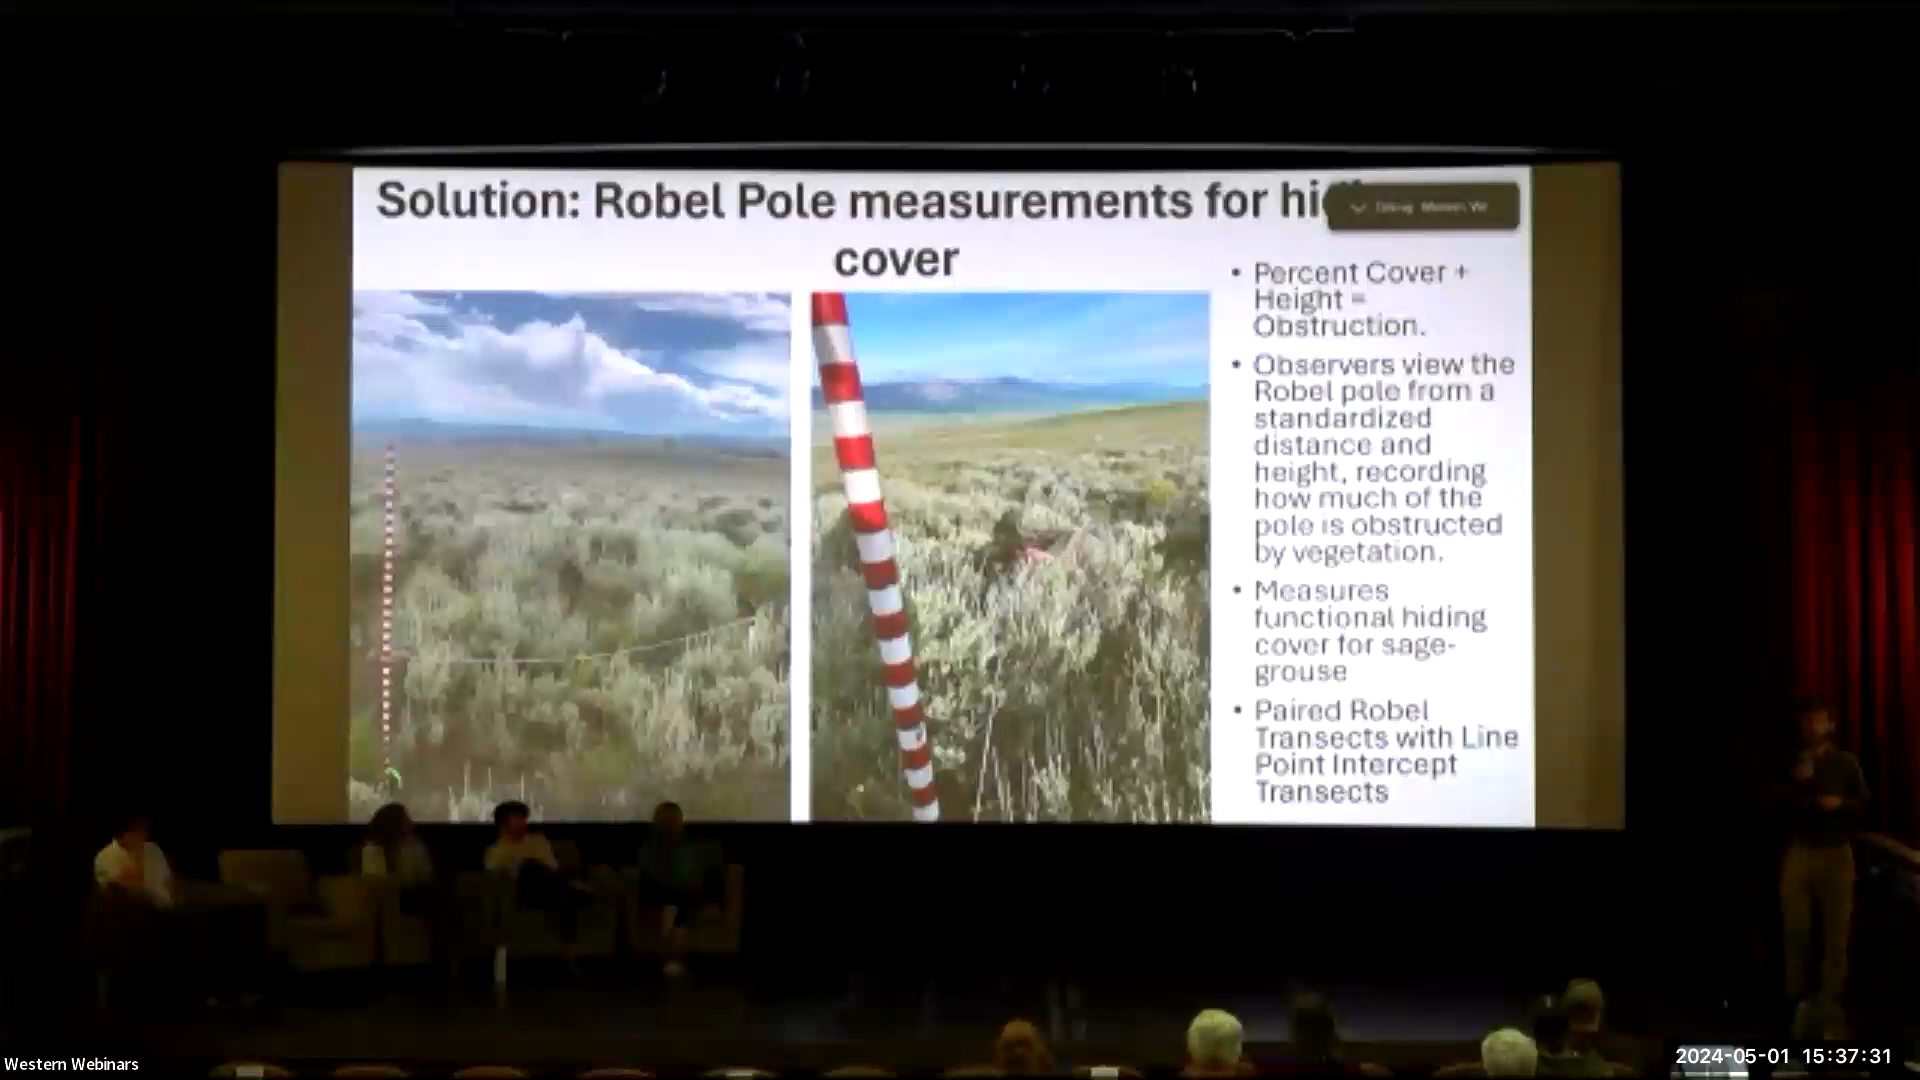 Solution: Robel Pole measurements for hi
cover
• Percent Cover +
Height =
Obstruction.
• Observers view the
Robel pole from a
standardized
distance and
height, recording
how much of the
pole is obstructed
by vegetation.
• Measures
functional hiding
cover for sage-
grouse
• Paired Robel
Transects with Line
Point Intercept
Transects
Western Webinars
2024-05-01 15:37:31